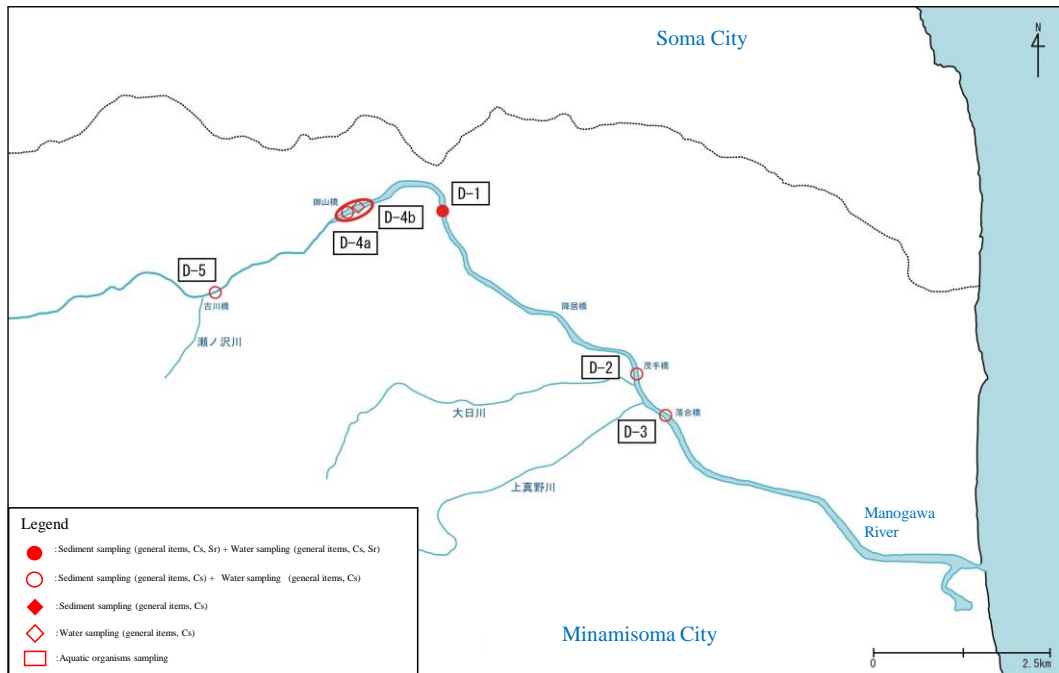 Soma City
N
D-1
御山橋
D-4b
D-4a
D-5
古川橋
瀬ノ沢川
降居橋
D-2
茂手橋
大日川
D-3
落合橋
上真野川
Manogawa
River
Minamisoma City
Legend
:Sediment sampling (general items, Cs, Sr) + Water sampling (general items, Cs, Sr)
:Sediment sampling (general items, Cs) + Water sampling (general items, Cs)
:Sediment sampling (general items, Cs)
:Water sampling (general items, Cs)
:Aquatic organisms sampling
0 2.5km